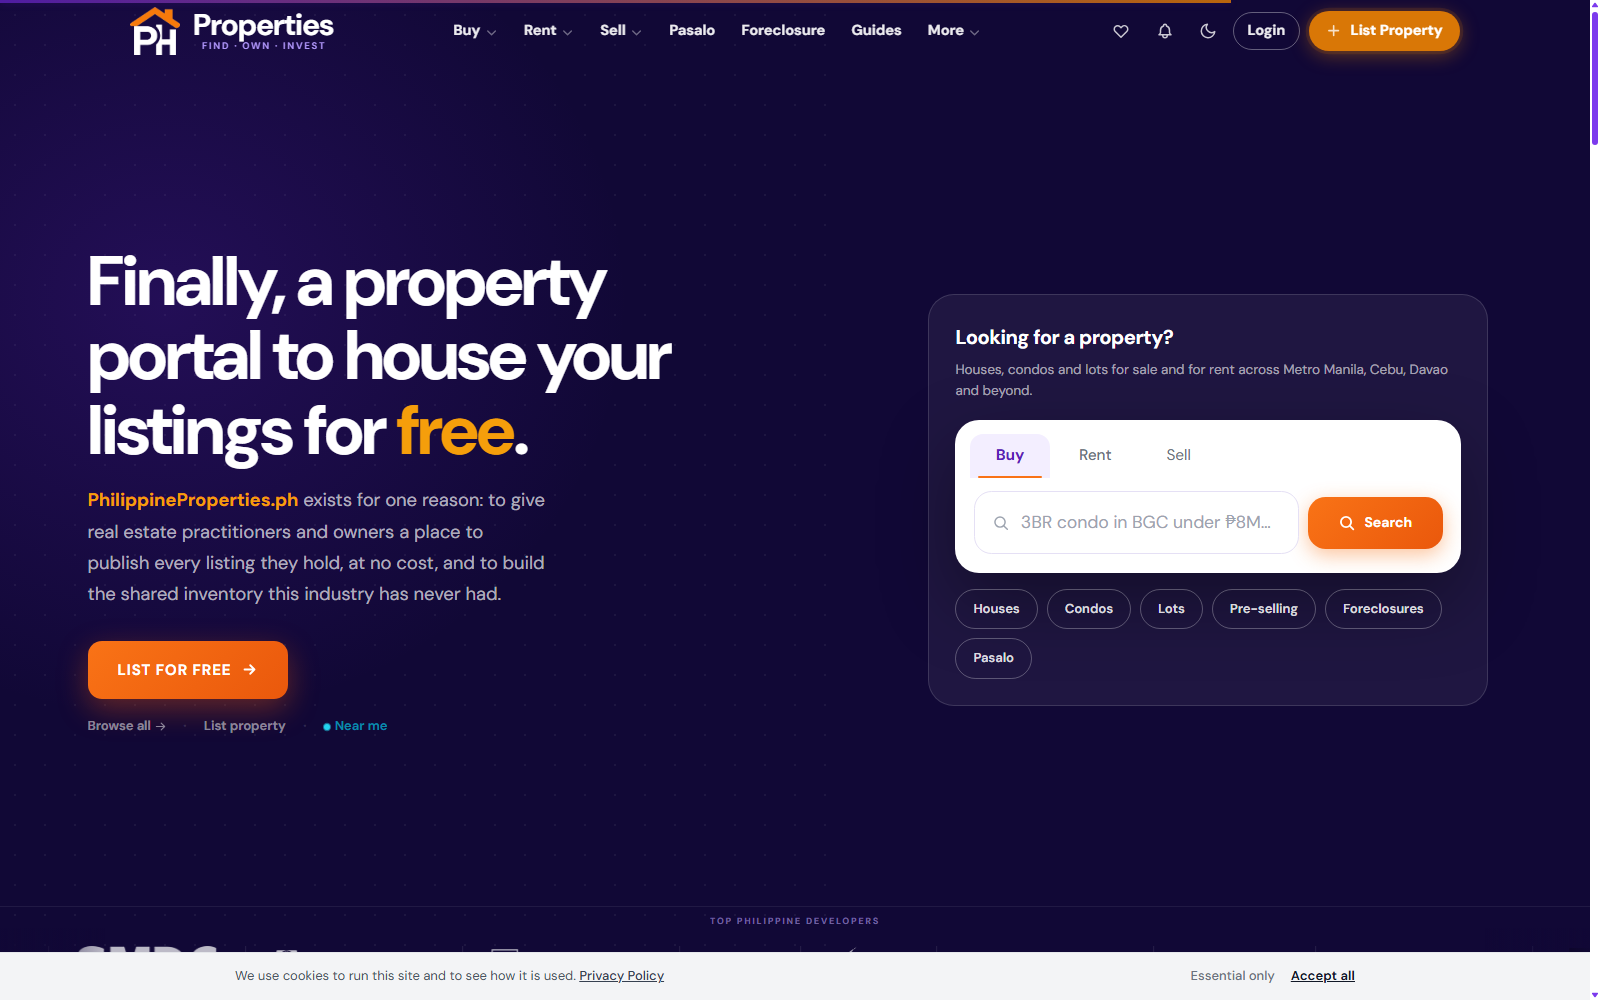 PH Properties
FIND · OWN · INVEST
Buy
Rent
Sell
Pasalo
Foreclosure
Guides
More
Login
+ List Property
Finally, a property
portal to house your
listings for free.
PhilippineProperties.ph exists for one reason: to give
real estate practitioners and owners a place to
publish every listing they hold, at no cost, and to build
the shared inventory this industry has never had.
LIST FOR FREE →
Browse all → · List property · Near me
Looking for a property?
Houses, condos and lots for sale and for rent across Metro Manila, Cebu, Davao
and beyond.
Buy
Rent
Sell
3BR condo in BGC under ₱8M...
Search
Houses
Condos
Lots
Pre-selling
Foreclosures
Pasalo
TOP PHILIPPINE DEVELOPERS
We use cookies to run this site and to see how it is used. Privacy Policy
Essential only
Accept all